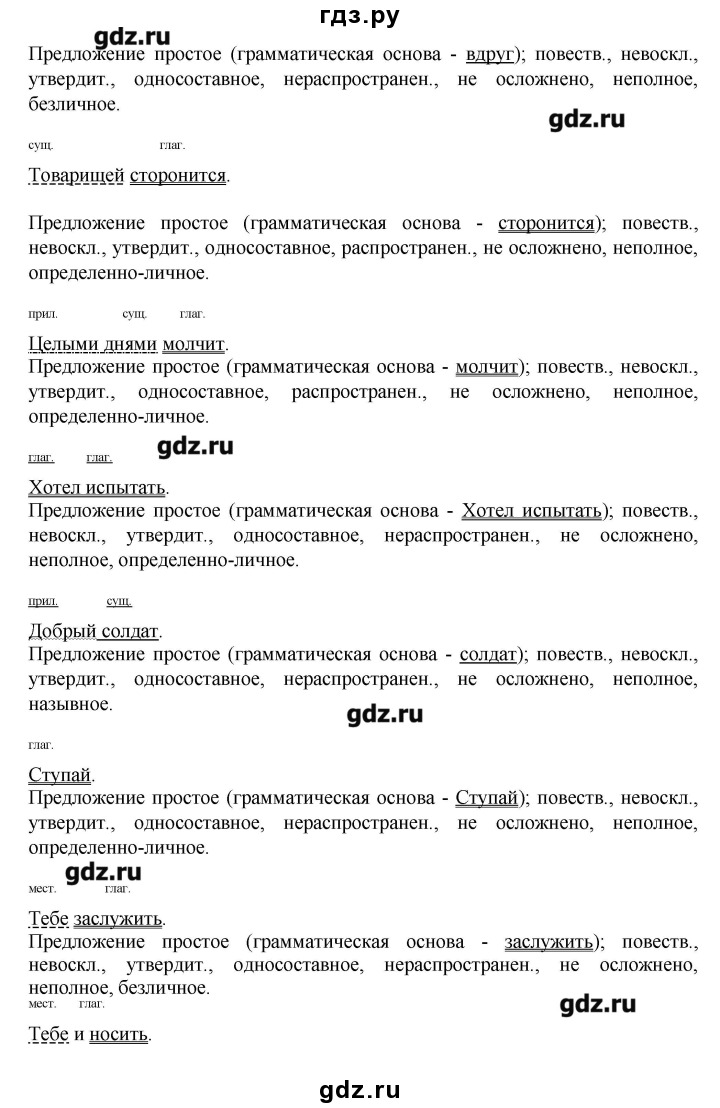 гдз.ру
gdz.ru
Предложение простое (грамматическая основа - вдруг); повеств., невоскл.,
утвердит., односоставное, нераспространен., не осложнено, неполное,
безличное.
gdz.ru
сущ. глаг.
Товарищей сторонится.
Предложение простое (грамматическая основа - сторонится); повеств.,
невоскл., утвердит., односоставное, распространен., не осложнено, неполное,
определенно-личное.
прил. сущ. глаг.
Целыми днями молчит.
Предложение простое (грамматическая основа - молчит); повеств., невоскл.,
утвердит., односоставное, распространен., не осложнено, неполное,
определенно-личное.
gdz.ru
глаг. глаг.
Хотел испытать.
Предложение простое (грамматическая основа - Хотел испытать); повеств.,
невоскл., утвердит., односоставное, нераспространен., не осложнено,
неполное, определенно-личное.
прил. сущ.
Добрый солдат.
Предложение простое (грамматическая основа - солдат); повеств., невоскл.,
утвердит., односоставное, нераспространен., не осложнено, неполное,
назывное.
gdz.ru
глаг.
Ступай.
Предложение простое (грамматическая основа - Ступай); повеств., невоскл.,
утвердит., односоставное, нераспространен., не осложнено, неполное,
определенно-личное.
gdz.ru
мест. глаг.
Тебе заслужить.
Предложение простое (грамматическая основа - заслужить); повеств.,
невоскл., утвердит., односоставное, нераспространен., не осложнено,
неполное, безличное.
gdz.ru
мест. глаг.
Тебе и носить.
gdz.ru